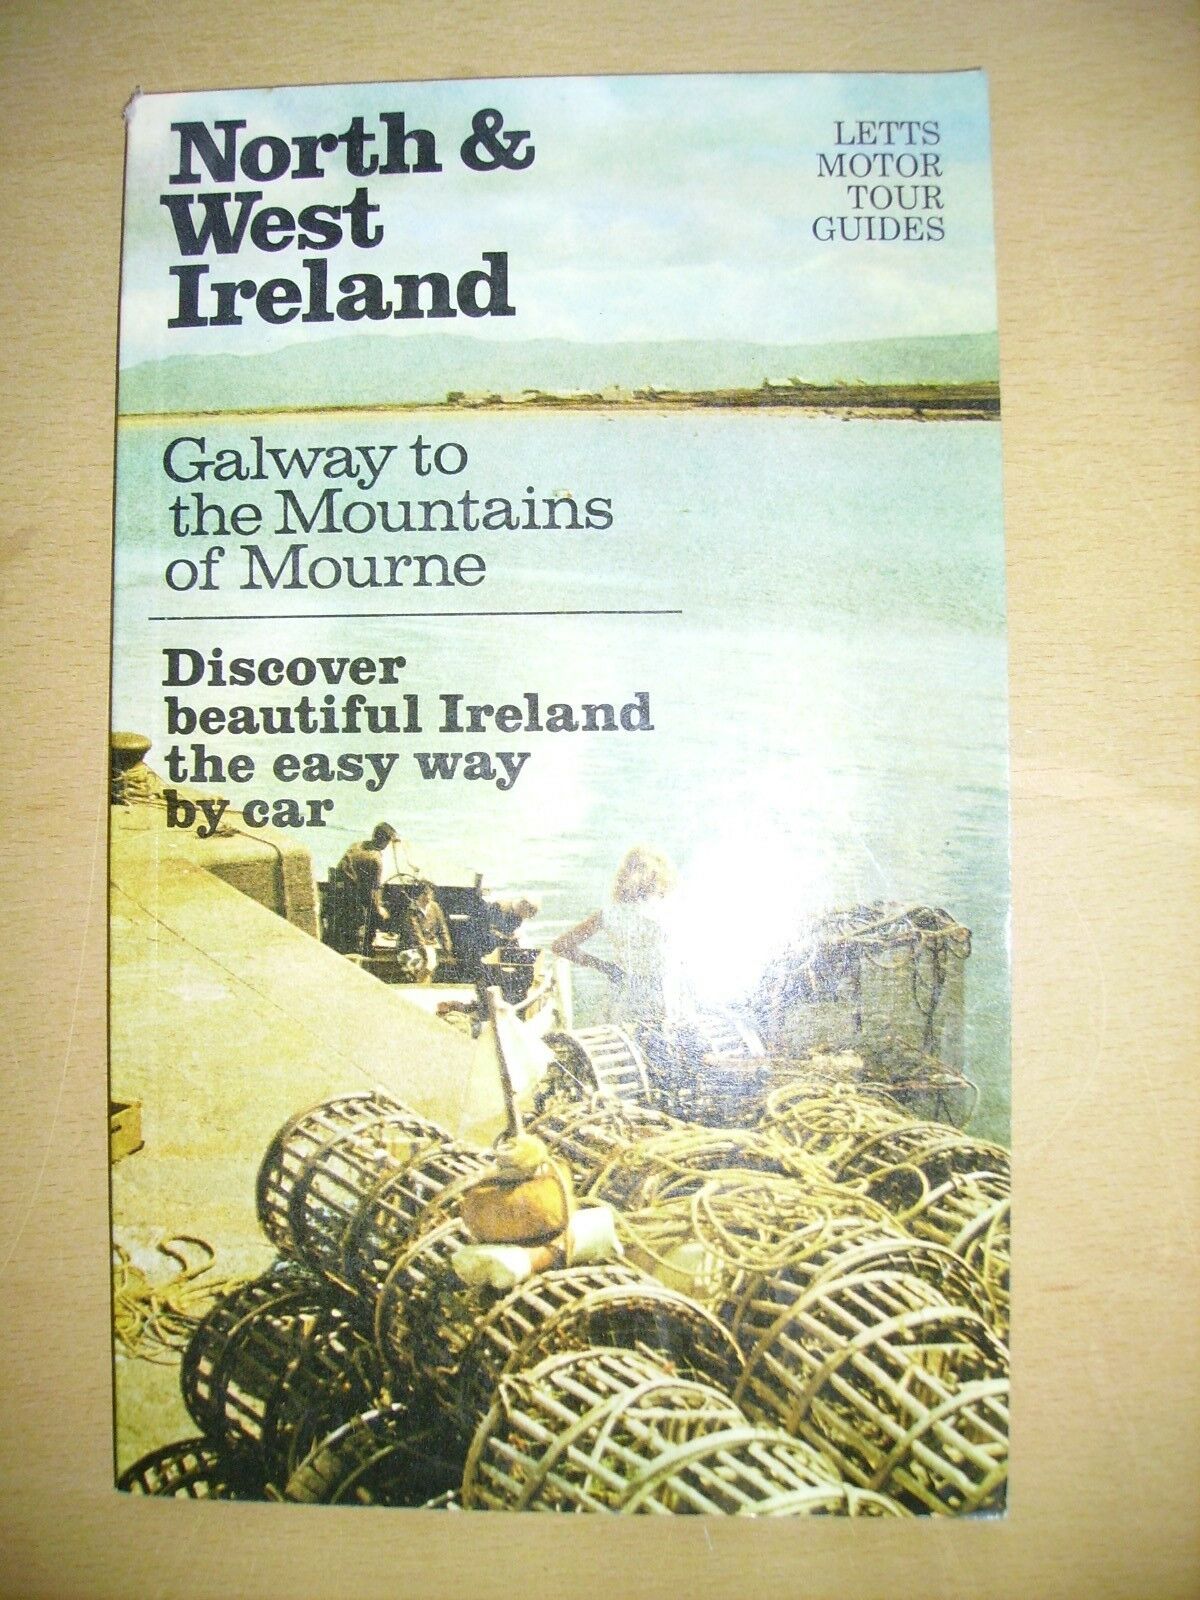 North &
West
Ireland
LETTS
MOTOR
TOUR
GUIDES
Galway to
the Mountains
of Mourne
Discover
beautiful Ireland
the easy way
by car